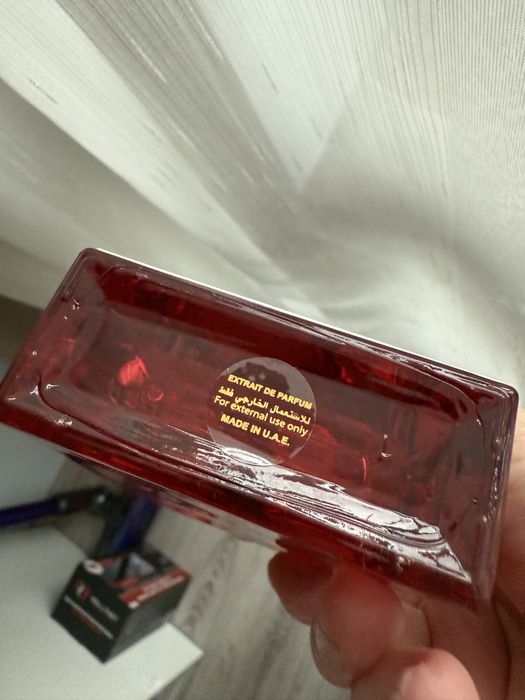 EXTRAIT DE PARFUM
للاستعمال الخارجي فقط
For external use only
MADE IN U.A.E.